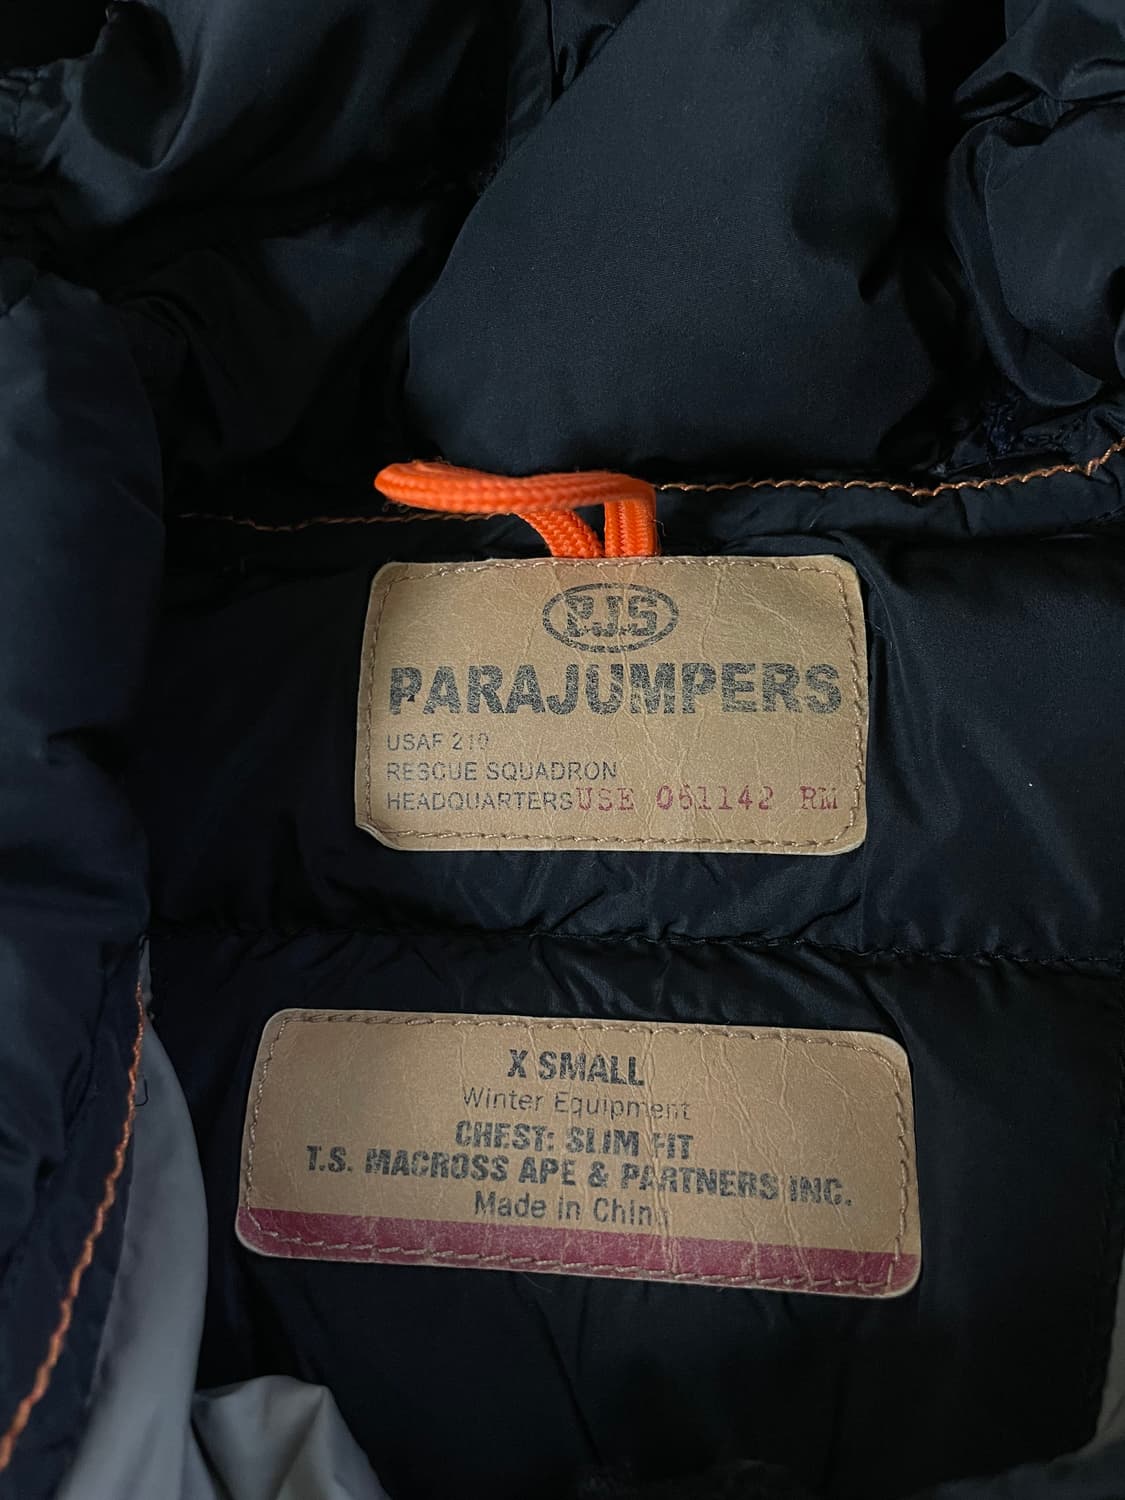 PJS
PARAJUMPERS
USAF 210
RESCUE SQUADRON
HEADQUARTERS USE 061142 RM
X SMALL
Winter Equipment
CHEST: SLIM FIT
T.S. MACROSS APE & PARTNERS INC.
Made in China